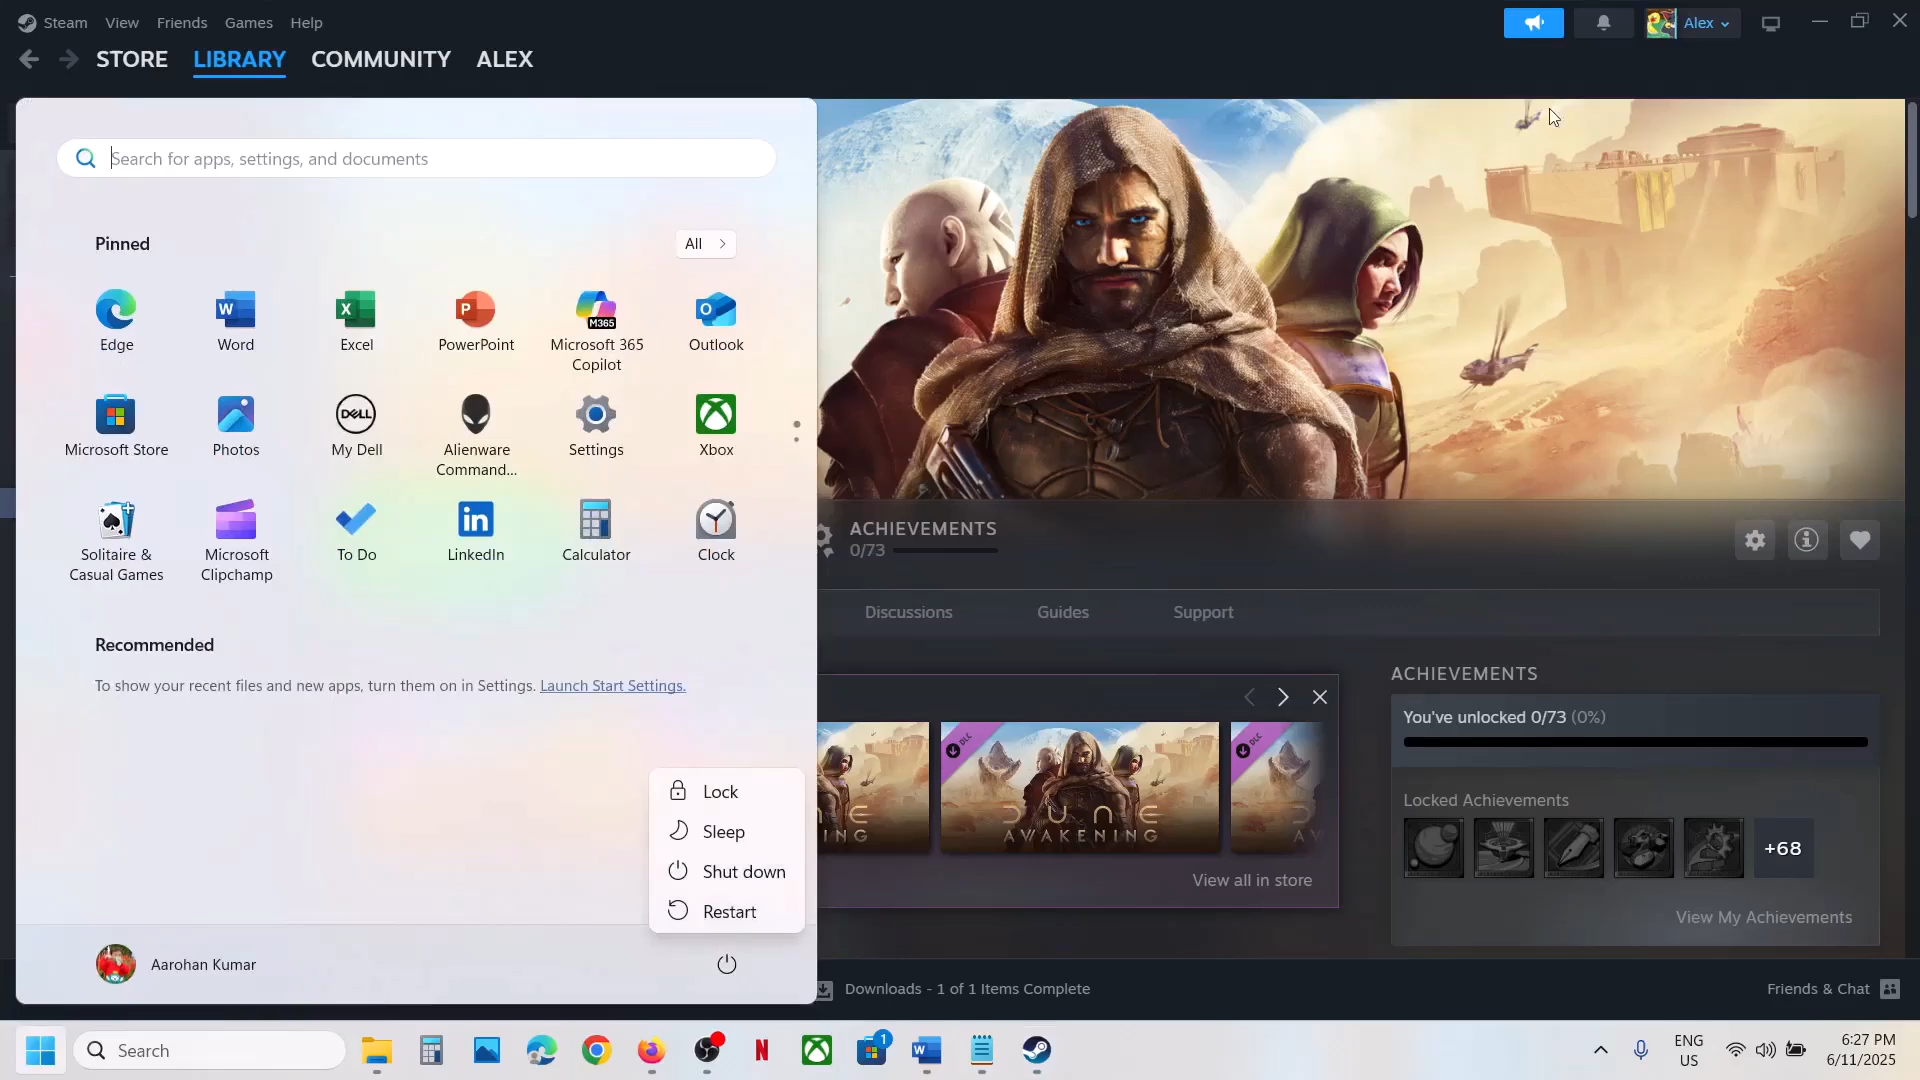 Steam View Friends Games Help
Alex
STORE LIBRARY COMMUNITY ALEX
Search for apps, settings, and documents
Pinned
All
Edge
Word
Excel
PowerPoint
Microsoft 365
Copilot
M365
Outlook
Microsoft Store
Photos
My Dell
DELL
Alienware
Command...
Settings
Xbox
Solitaire &
Casual Games
Microsoft
Clipchamp
To Do
LinkedIn
Calculator
Clock
Recommended
To show your recent files and new apps, turn them on in Settings. Launch Start Settings.
Lock
Sleep
Shut down
Restart
Aarohan Kumar
ACHIEVEMENTS
0/73
Discussions Guides Support
DLC
DUNE
AWAKENING
DLC
View all in store
ACHIEVEMENTS
You've unlocked 0/73 (0%)
Locked Achievements
+68
View My Achievements
Downloads - 1 of 1 Items Complete
Friends & Chat
Search
1
ENG
US
6:27 PM
6/11/2025